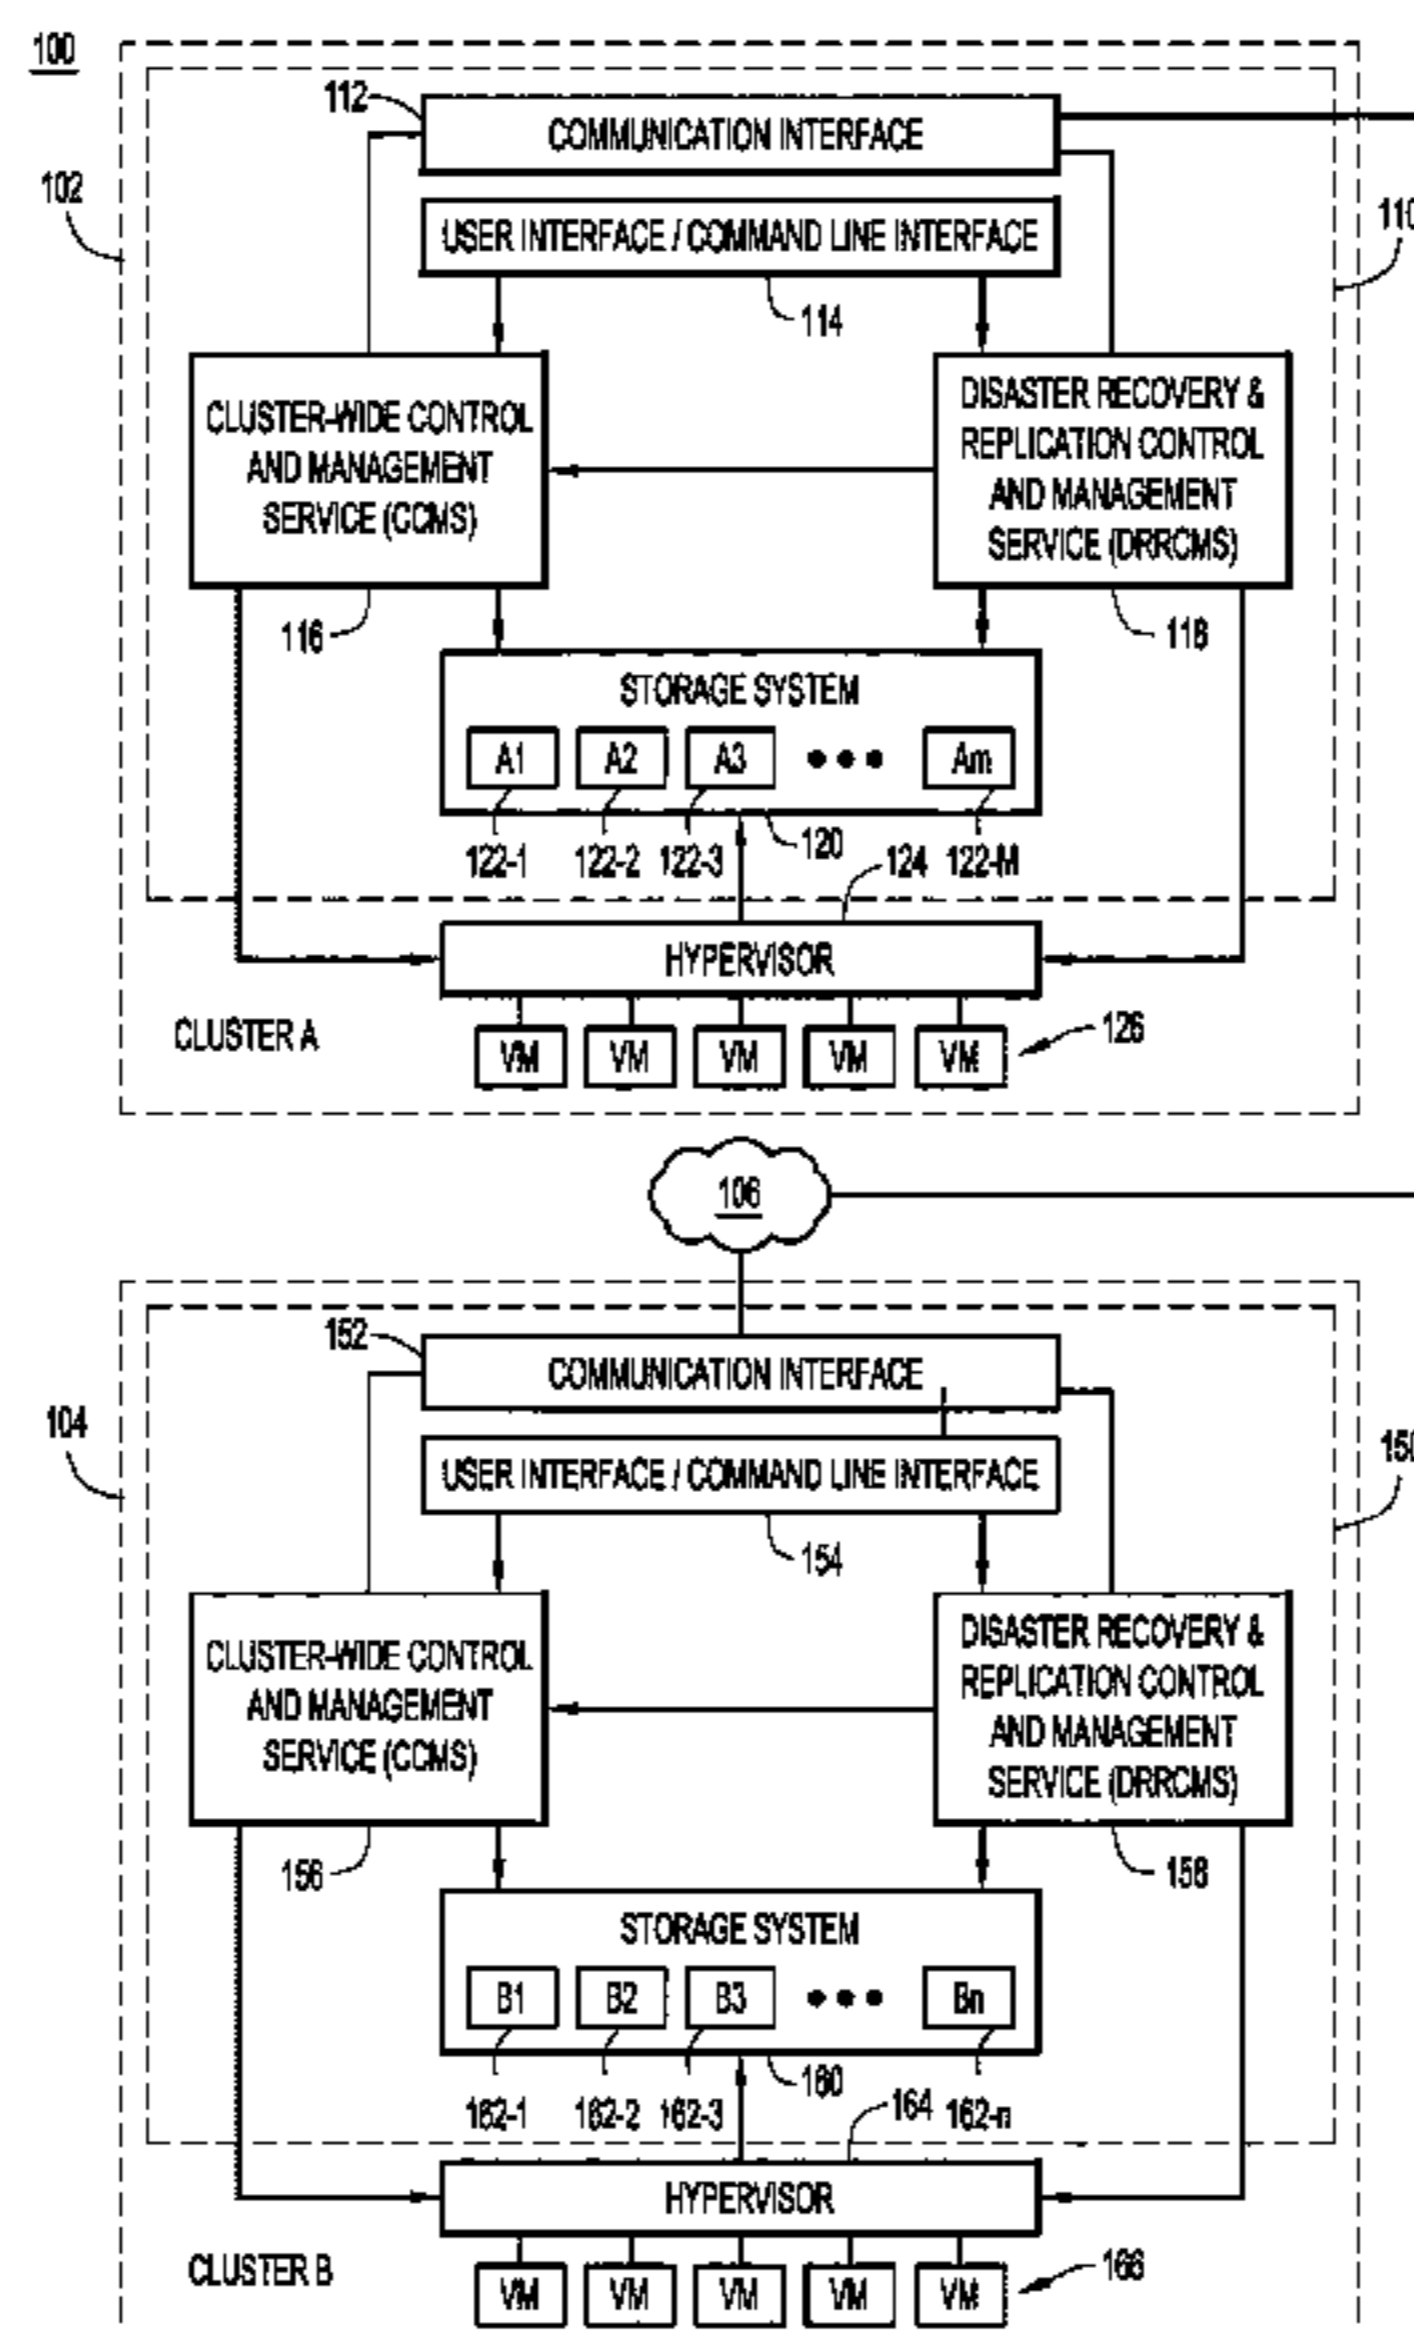 100
112
COMMUNICATION INTERFACE
102
110
USER INTERFACE / COMMAND LINE INTERFACE
114
CLUSTER-WIDE CONTROL
AND MANAGEMENT
SERVICE (CCMS)
DISASTER RECOVERY &
REPLICATION CONTROL
AND MANAGEMENT
SERVICE (DRRCMS)
116
118
STORAGE SYSTEM
A1 A2 A3 ••• Am
122-1 122-2 122-3 120 124 122-M
HYPERVISOR
CLUSTER A
VM VM VM VM VM
126
106
152
COMMUNICATION INTERFACE
104
USER INTERFACE / COMMAND LINE INTERFACE
154
CLUSTER-WIDE CONTROL
AND MANAGEMENT
SERVICE (CCMS)
DISASTER RECOVERY &
REPLICATION CONTROL
AND MANAGEMENT
SERVICE (DRRCMS)
156
158
STORAGE SYSTEM
B1 B2 B3 ••• Bn
160
162-1 162-2 162-3 164 162-n
HYPERVISOR
CLUSTER B
VM VM VM VM VM
166